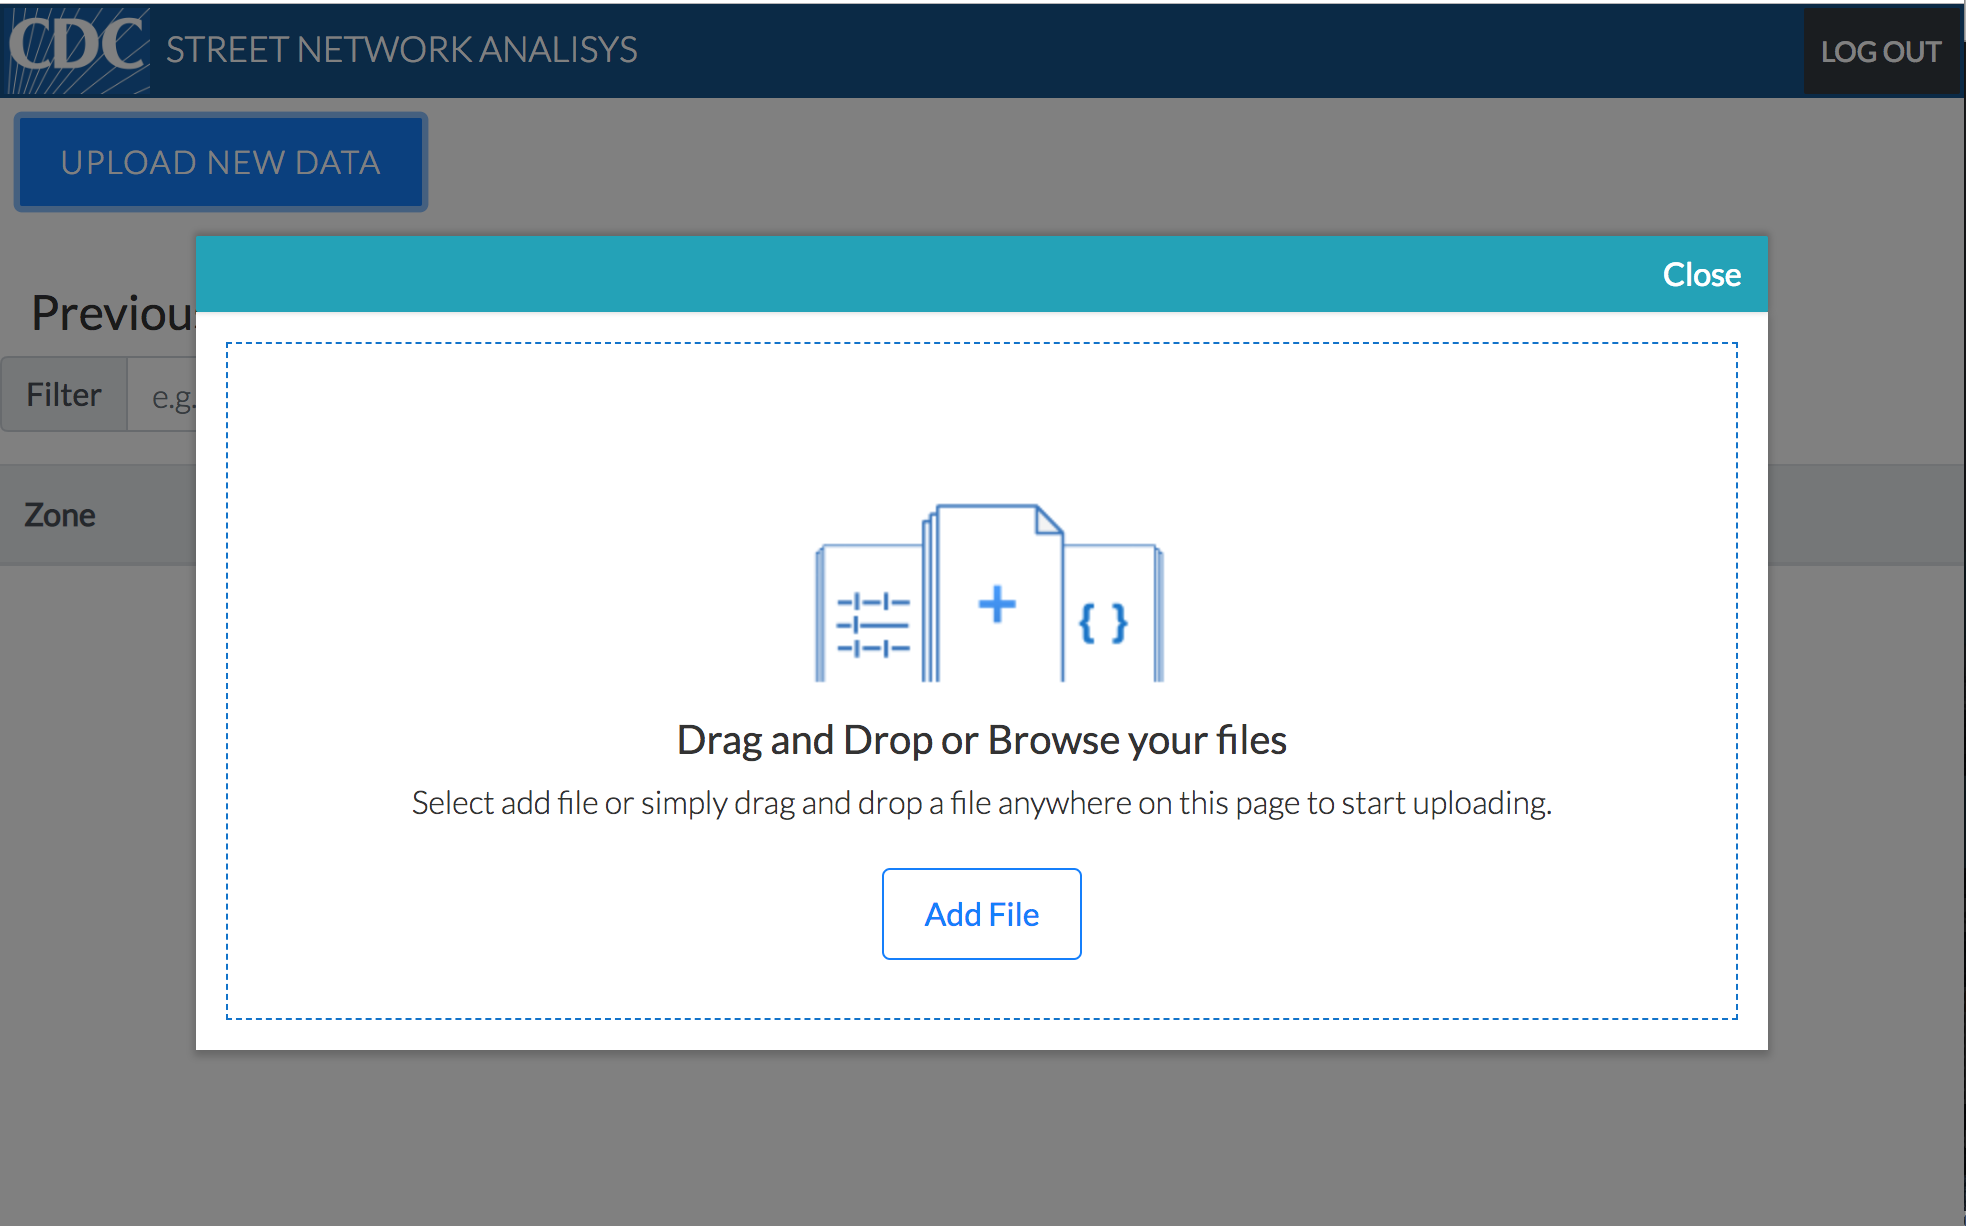 CDC STREET NETWORK ANALISYS
LOG OUT
UPLOAD NEW DATA
Close
Filter
e.g.
Zone
{ }
Drag and Drop or Browse your files
Select add file or simply drag and drop a file anywhere on this page to start uploading.
Add File